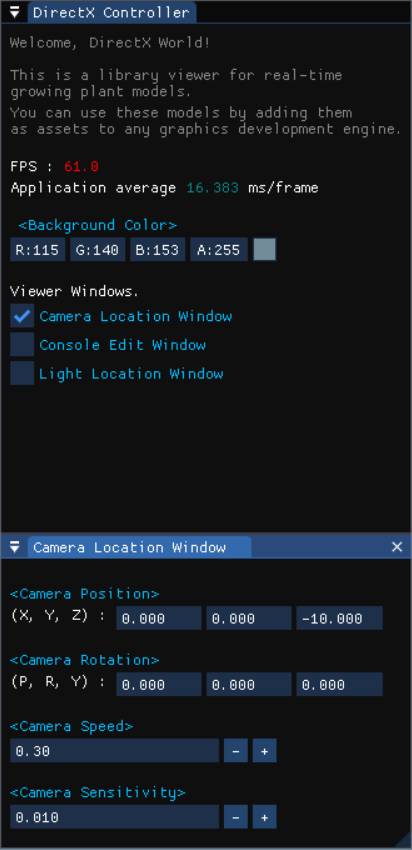 DirectX Controller
Welcome, DirectX World!
This is a library viewer for real-time
growing plant models.
You can use these models by adding them
as assets to any graphics development engine.
FPS : 61.0
Application average 16.383 ms/frame
<Background Color>
R:115 G:140 B:153 A:255
Viewer Windows.
Camera Location Window
Console Edit Window
Light Location Window
Camera Location Window
<Camera Position>
(X, Y, Z) : 0.000 0.000 -10.000
<Camera Rotation>
(P, R, Y) : 0.000 0.000 0.000
<Camera Speed>
0.30 - +
<Camera Sensitivity>
0.010 - +